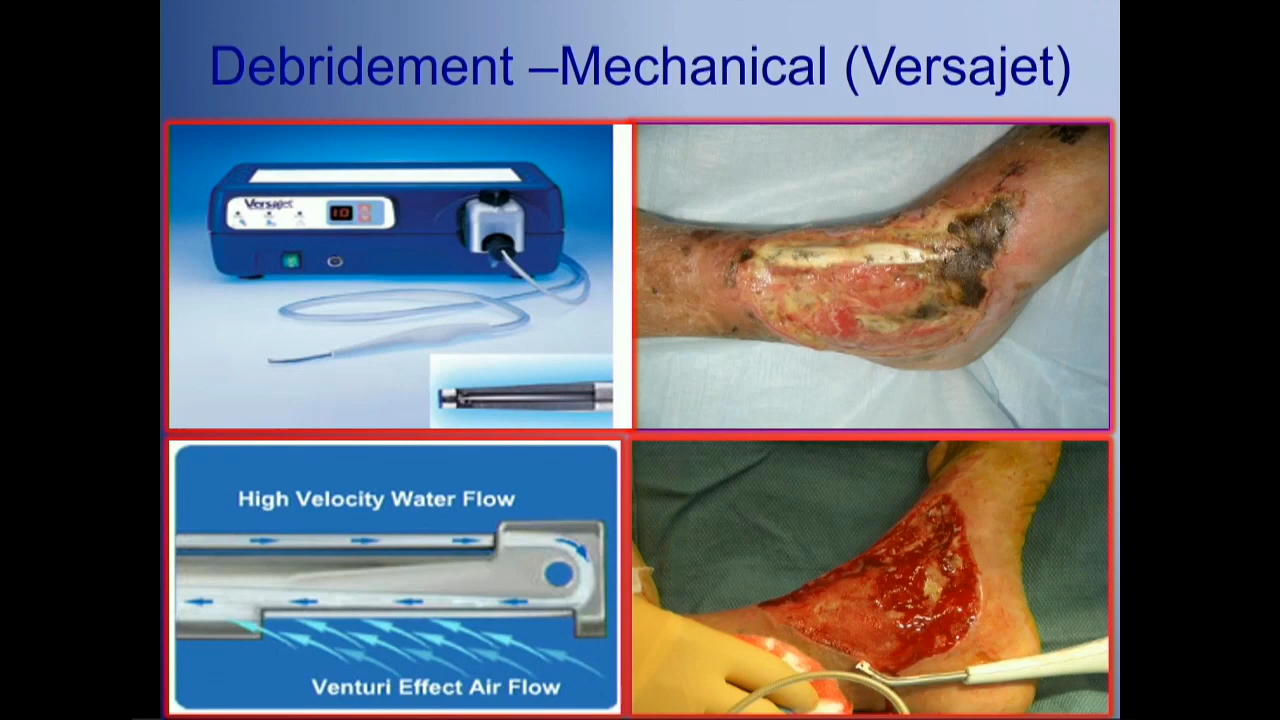 Debridement –Mechanical (Versajet)
Versajet
10
High Velocity Water Flow
Venturi Effect Air Flow